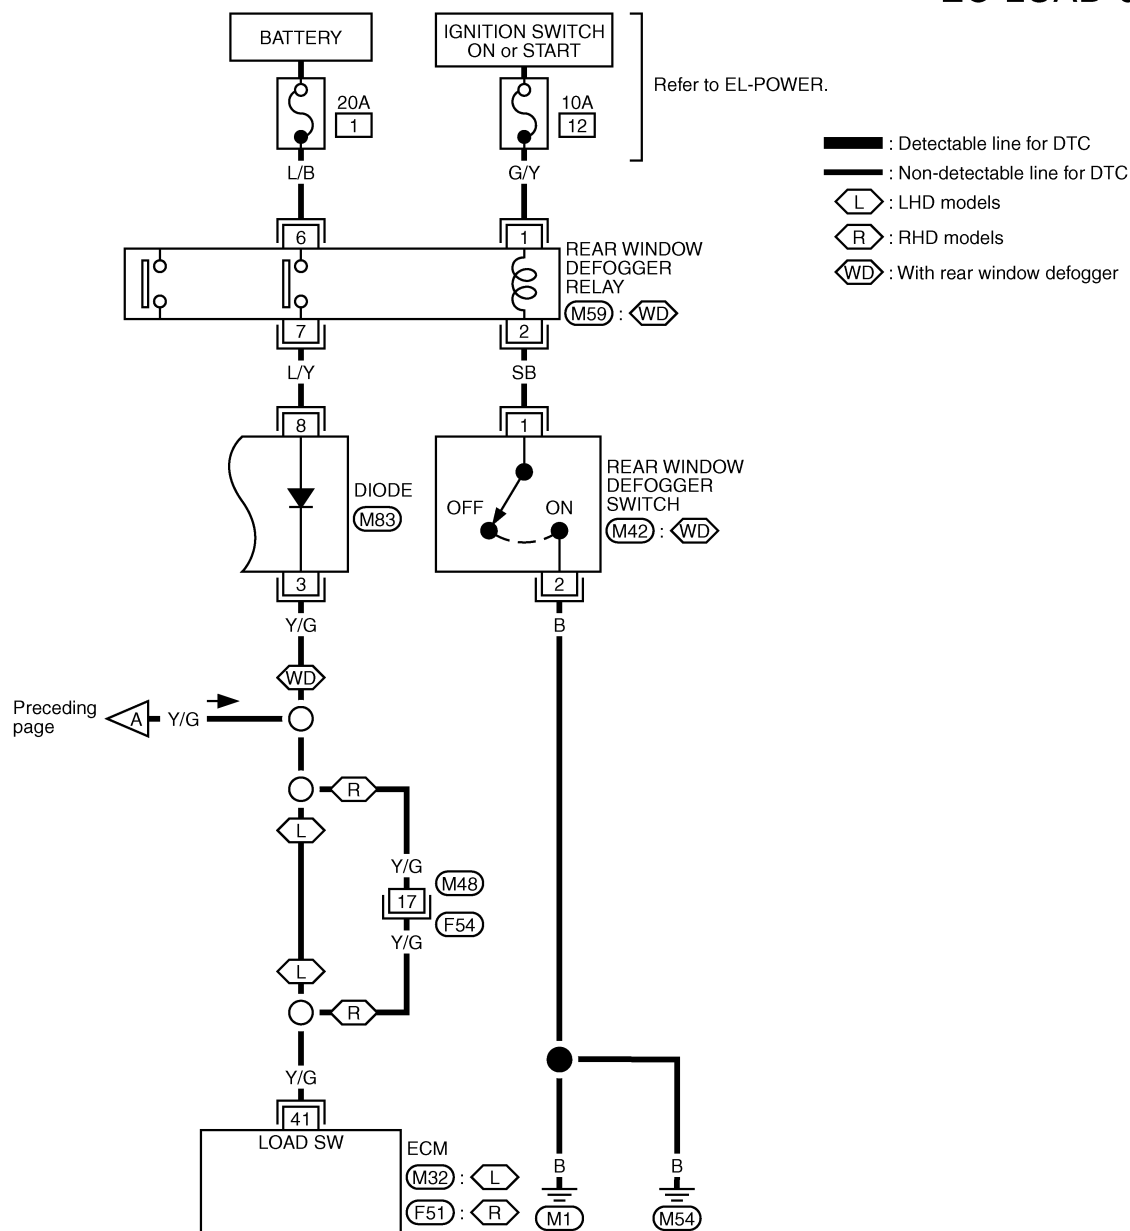 BATTERY
IGNITION SWITCH
ON or START
Refer to EL-POWER.
20A
1
10A
12
: Detectable line for DTC
: Non-detectable line for DTC
L : LHD models
R : RHD models
WD : With rear window defogger
L/B
G/Y
6
1
REAR WINDOW
DEFOGGER
RELAY
M59 : WD
7
2
L/Y
SB
8
1
DIODE
M83
OFF
ON
REAR WINDOW
DEFOGGER
SWITCH
M42 : WD
3
2
Y/G
B
WD
Preceding
page
A
Y/G
R
L
Y/G
M48
17
F54
Y/G
L
R
Y/G
41
LOAD SW
ECM
M32 : L
F51 : R
B
B
M1
M54